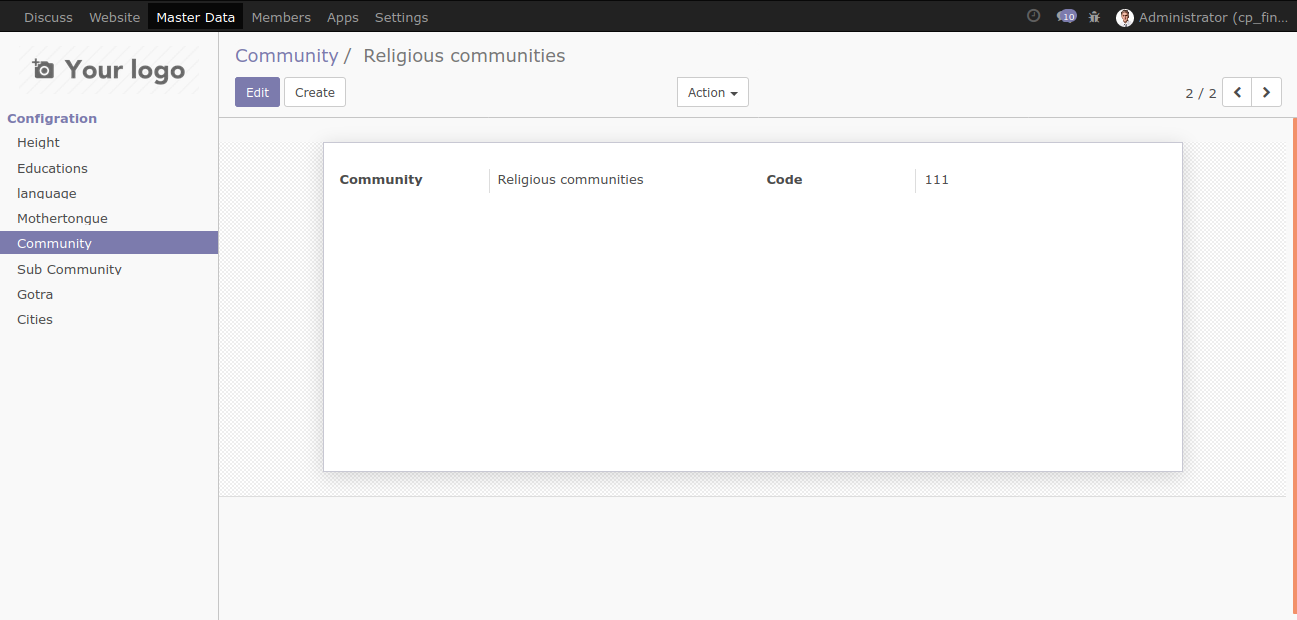 Discuss Website Master Data Members Apps Settings 10 Administrator (cp_fin...
Your logo
Community / Religious communities
Edit Create Action 2 / 2
Configration
Height
Educations
language
Mothertongue
Community
Sub Community
Gotra
Cities
Community Religious communities Code 111